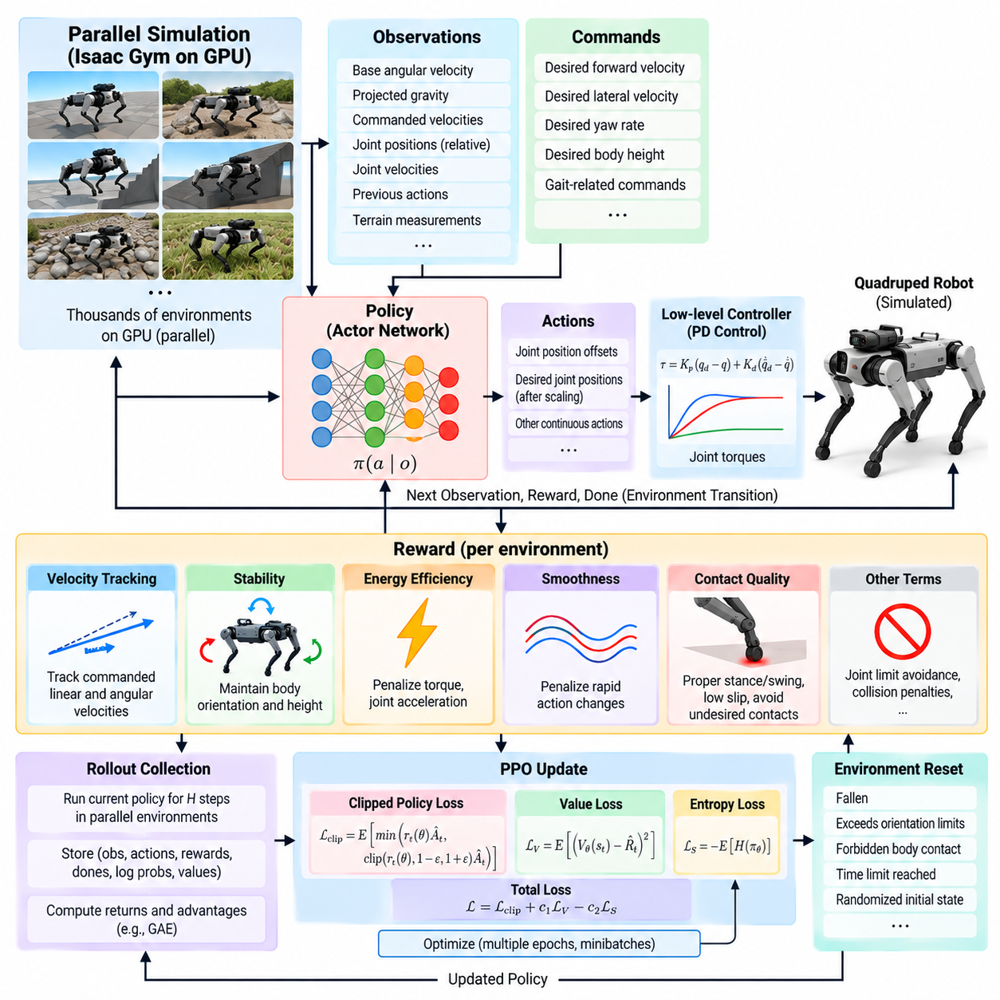 Parallel Simulation
(Isaac Gym on GPU)
...
Thousands of environments
on GPU (parallel)
Observations
Base angular velocity
Projected gravity
Commanded velocities
Joint positions (relative)
Joint velocities
Previous actions
Terrain measurements
...
Commands
Desired forward velocity
Desired lateral velocity
Desired yaw rate
Desired body height
Gait-related commands
...
Policy
(Actor Network)
π(a | o)
Actions
Joint position offsets
Desired joint positions
(after scaling)
Other continuous actions
...
Low-level Controller
(PD Control)
τ = K_p (q_d − q) + K_d (q̇_d − q̇)
Joint torques
Quadruped Robot
(Simulated)
Next Observation, Reward, Done (Environment Transition)
Reward (per environment)
Velocity Tracking
Track commanded
linear and angular
velocities
Stability
Maintain body
orientation and height
Energy Efficiency
Penalize torque,
joint acceleration
Smoothness
Penalize rapid
action changes
Contact Quality
Proper stance/swing,
low slip, avoid
undesired contacts
Other Terms
Joint limit avoidance,
collision penalties,
...
Rollout Collection
Run current policy for H steps
in parallel environments
Store (obs, actions, rewards,
dones, log probs, values)
Compute returns and advantages
(e.g., GAE)
PPO Update
Clipped Policy Loss
ℒ_clip = E[min(r_t(θ)Â_t,
clip(r_t(θ), 1−ε, 1+ε)Â_t)]
Value Loss
ℒ_V = E[(V_θ(s_t) − R̂_t)²]
Entropy Loss
ℒ_S = −E[H(π_θ)]
Total Loss
ℒ = ℒ_clip + c₁ℒ_V − c₂ℒ_S
Optimize (multiple epochs, minibatches)
Environment Reset
Fallen
Exceeds orientation limits
Forbidden body contact
Time limit reached
Randomized initial state
...
Updated Policy